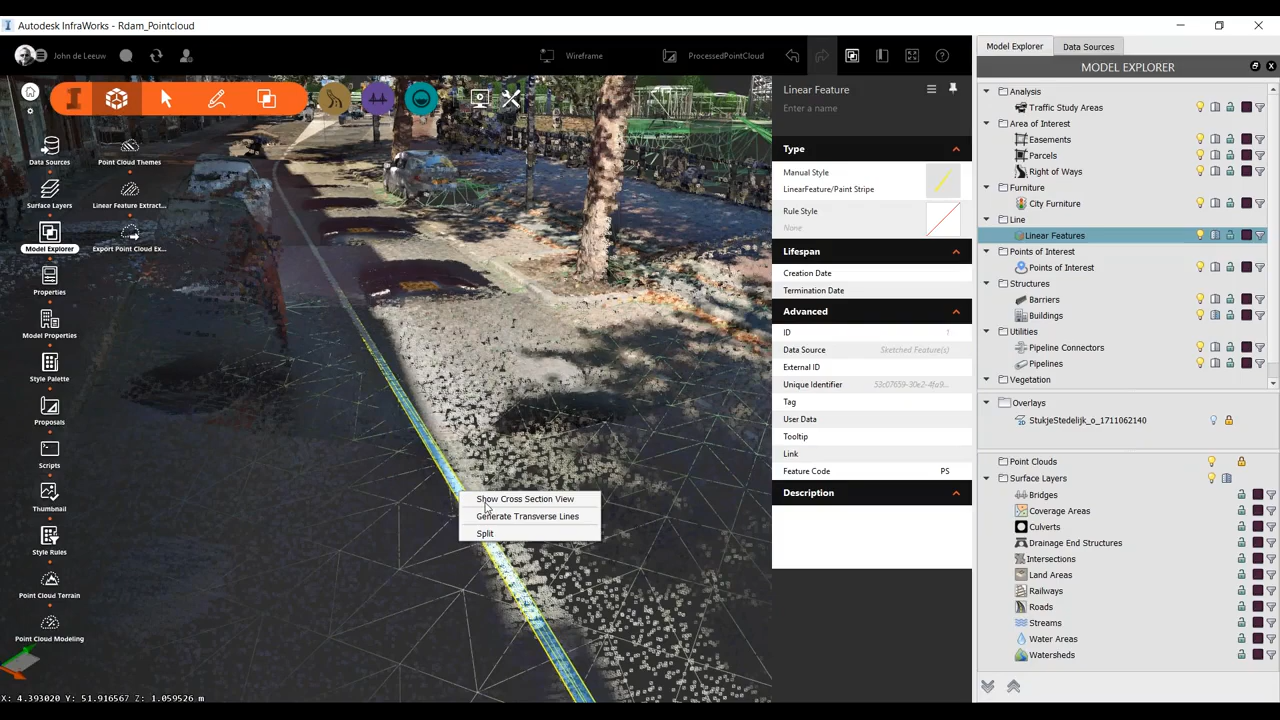 Autodesk InfraWorks - Rdam_Pointcloud
John de Leeuw
Wireframe
ProcessedPointCloud
Data Sources
Surface Layers
Model Explorer
Properties
Model Properties
Style Palette
Proposals
Scripts
Thumbnail
Style Rules
Point Cloud Terrain
Point Cloud Modeling
Point Cloud Themes
Linear Feature Extract...
Export Point Cloud Ex...
Show Cross Section View
Generate Transverse Lines
Split
X: 4.393020 Y: 51.916567 Z: 1.059526 m
Linear Feature
Enter a name
Type
Manual Style
LinearFeature/Paint Stripe
Rule Style
None
Lifespan
Creation Date
Termination Date
Advanced
ID 1
Data Source Sketched Feature(s)
External ID
Unique Identifier 53c07659-30e2-4fa9...
Tag
User Data
Tooltip
Link
Feature Code PS
Description
Model Explorer Data Sources
MODEL EXPLORER
Analysis
Traffic Study Areas
Area of Interest
Easements
Parcels
Right of Ways
Furniture
City Furniture
Line
Linear Features
Points of Interest
Points of Interest
Structures
Barriers
Buildings
Utilities
Pipeline Connectors
Pipelines
Vegetation
Overlays
StukjeStedelijk_o_1711062140
Point Clouds
Surface Layers
Bridges
Coverage Areas
Culverts
Drainage End Structures
Intersections
Land Areas
Railways
Roads
Streams
Water Areas
Watersheds